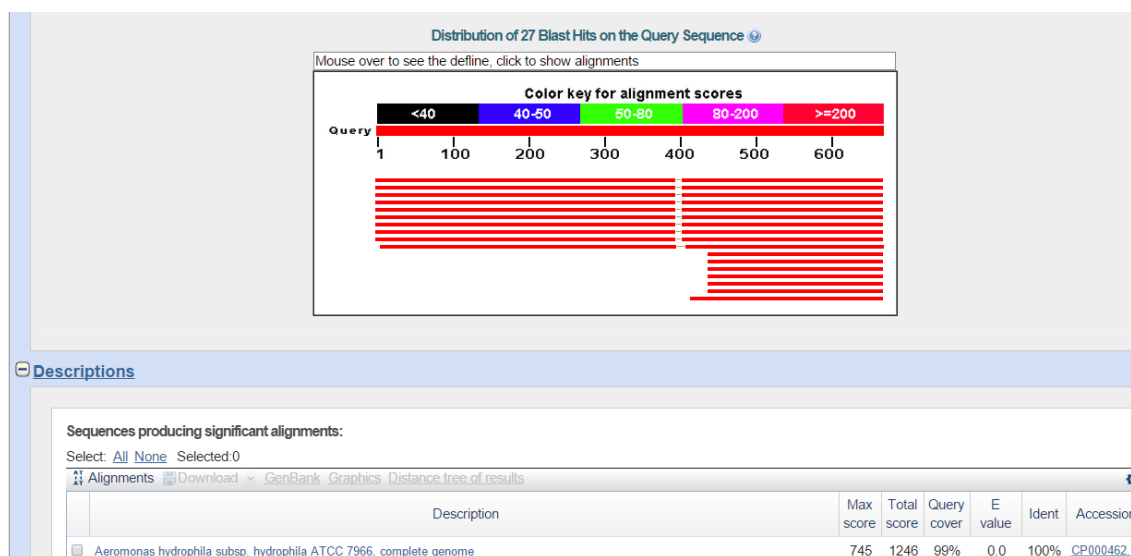 Distribution of 27 Blast Hits on the Query Sequence
Mouse over to see the defline, click to show alignments
Color key for alignment scores
<40 40-50 50-80 80-200 >=200
Query
1 100 200 300 400 500 600
Descriptions
Sequences producing significant alignments:
Select: All None Selected:0
Alignments Download GenBank Graphics Distance tree of results
Description Max score Total score Query cover E value Ident Accession
Aeromonas hydrophila subsp. hydrophila ATCC 7966, complete genome 745 1246 99% 0.0 100% CP000462